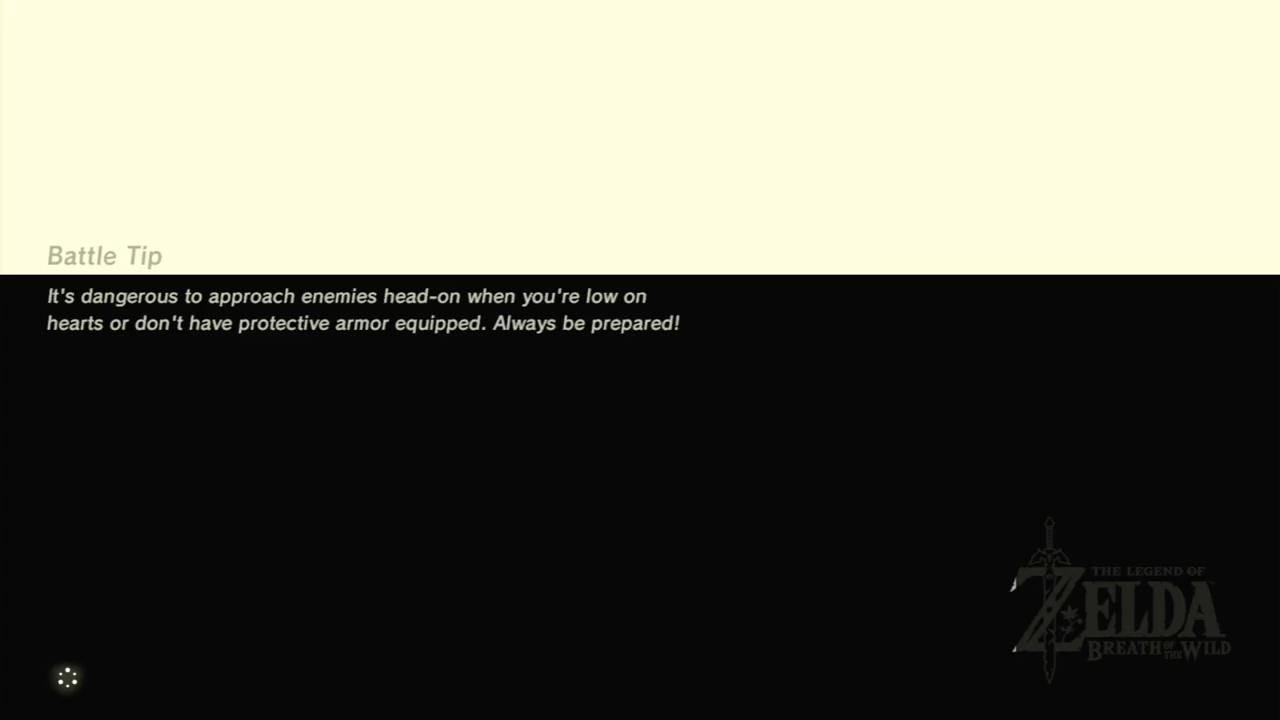 Battle Tip
It's dangerous to approach enemies head-on when you're low on
hearts or don't have protective armor equipped. Always be prepared!
THE LEGEND OF
ZELDA
BREATH OF THE WILD